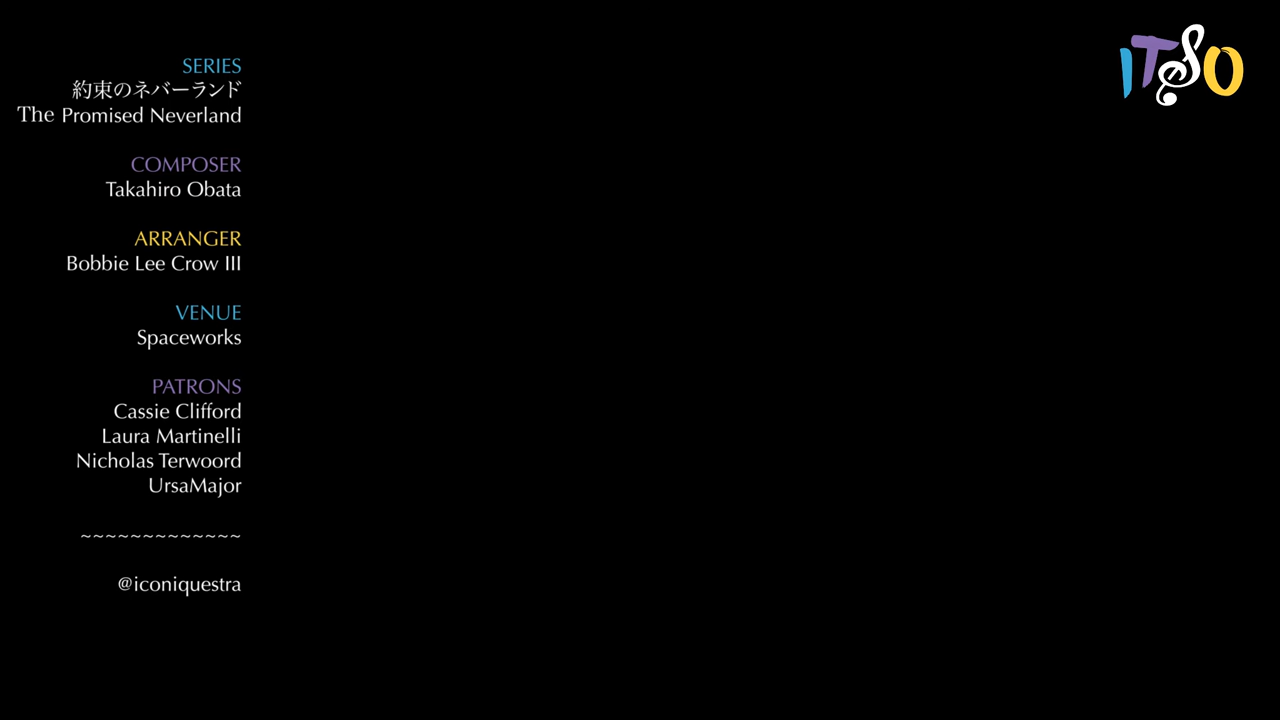 SERIES
約束のネバーランド
The Promised Neverland
COMPOSER
Takahiro Obata
ARRANGER
Bobbie Lee Crow III
VENUE
Spaceworks
PATRONS
Cassie Clifford
Laura Martinelli
Nicholas Terwoord
UrsaMajor
~~~~~~~~~~~~~
@iconiquestra
ITSO